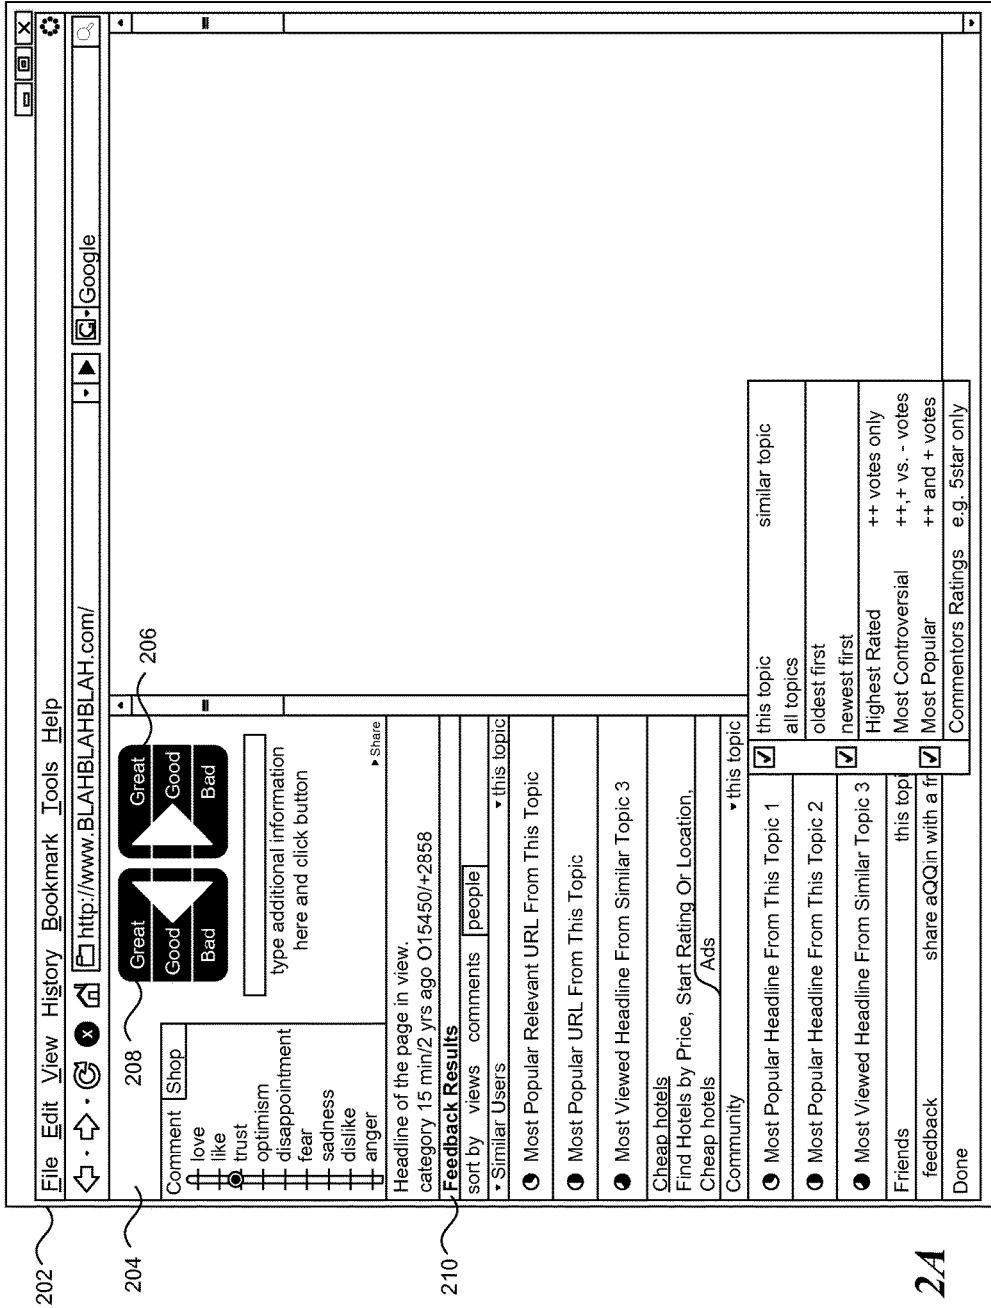 202
File Edit View History Bookmark Tools Help
http://www.BLAHBLAHBLAH.com/
Google
204
208
206
Great
Good
Bad
Great
Good
Bad
type additional information
here and click button
Share
Comment
Shop
love
like
trust
optimism
disappointment
fear
sadness
dislike
anger
Headline of the page in view.
category 15 min/2 yrs ago O15450/+2858
210
Feedback Results
sort by views comments people
Similar Users this topic
Most Popular Relevant URL From This Topic
Most Popular URL From This Topic
Most Viewed Headline From Similar Topic 3
Cheap hotels
Find Hotels by Price, Start Rating Or Location,
Cheap hotels
Ads
Community this topic
Most Popular Headline From This Topic 1
Most Popular Headline From This Topic 2
Most Viewed Headline From Similar Topic 3
Friends this topi
feedback share aQQin with a fr
Done
this topic similar topic
all topics
oldest first
newest first
Highest Rated ++ votes only
Most Controversial ++,+ vs. - votes
Most Popular ++ and + votes
Commentors Ratings e.g. 5star only
2A